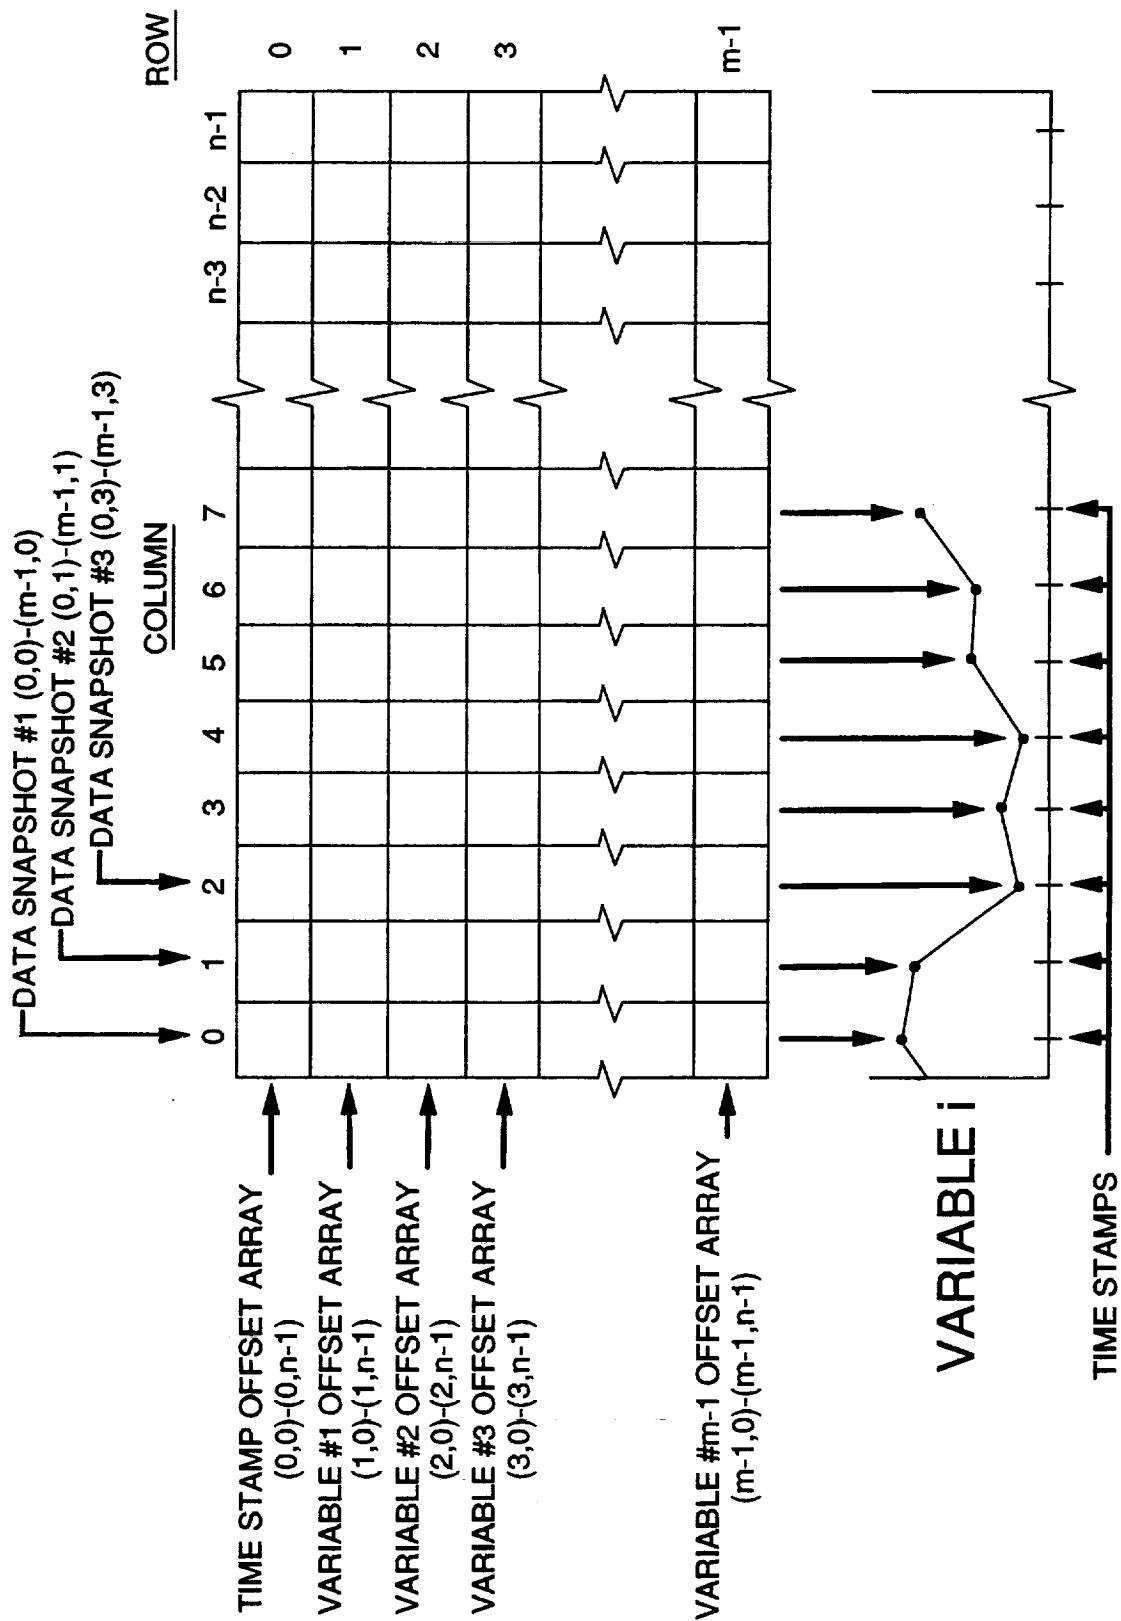 DATA SNAPSHOT #1 (0,0)-(m-1,0)
DATA SNAPSHOT #2 (0,1)-(m-1,1)
DATA SNAPSHOT #3 (0,3)-(m-1,3)
COLUMN
ROW
0 1 2 3 4 5 6 7 n-3 n-2 n-1
TIME STAMP OFFSET ARRAY
(0,0)-(0,n-1)
0
VARIABLE #1 OFFSET ARRAY
(1,0)-(1,n-1)
1
VARIABLE #2 OFFSET ARRAY
(2,0)-(2,n-1)
2
VARIABLE #3 OFFSET ARRAY
(3,0)-(3,n-1)
3
VARIABLE #m-1 OFFSET ARRAY
(m-1,0)-(m-1,n-1)
m-1
VARIABLE i
TIME STAMPS